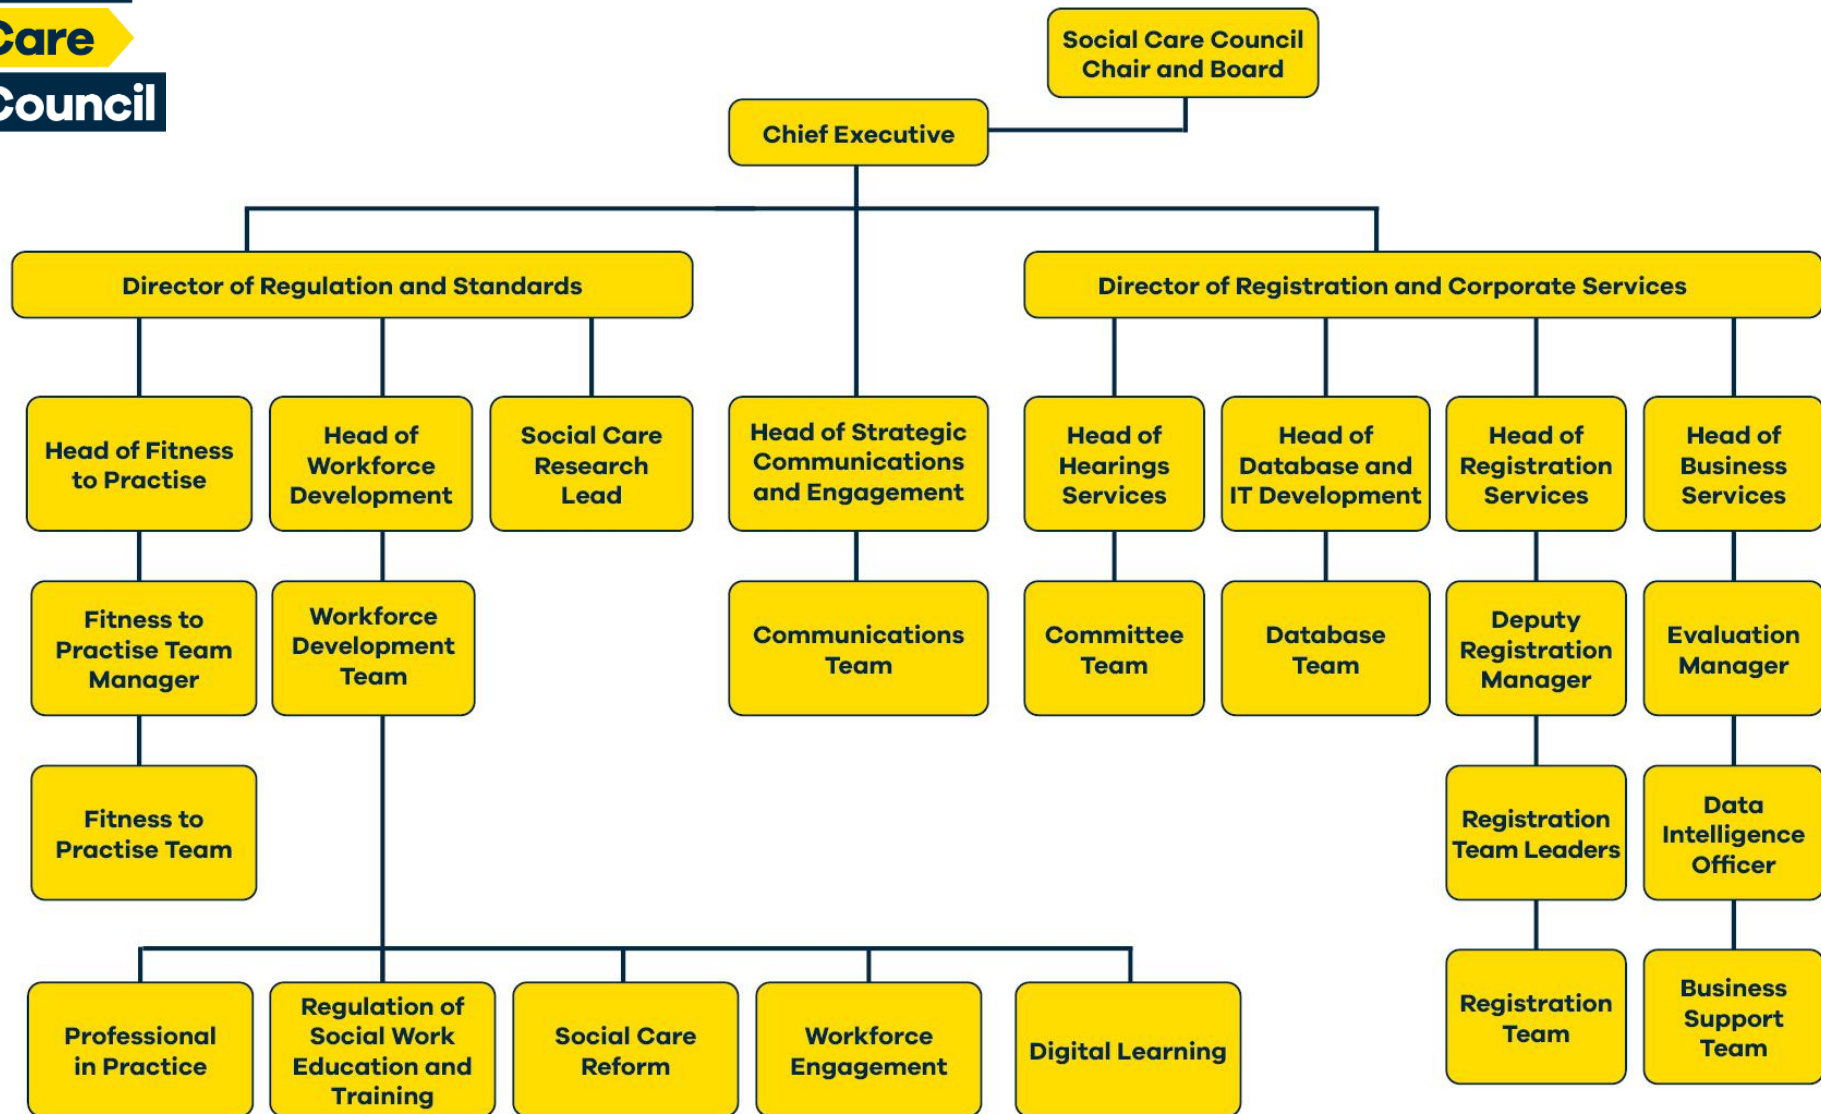 Care
Council
Social Care Council
Chair and Board
Chief Executive
Director of Regulation and Standards
Director of Registration and Corporate Services
Head of Fitness
to Practise
Head of
Workforce
Development
Social Care
Research
Lead
Head of Strategic
Communications
and Engagement
Head of
Hearings
Services
Head of
Database and
IT Development
Head of
Registration
Services
Head of
Business
Services
Fitness to
Practise Team
Manager
Workforce
Development
Team
Communications
Team
Committee
Team
Database
Team
Deputy
Registration
Manager
Evaluation
Manager
Fitness to
Practise Team
Registration
Team Leaders
Data
Intelligence
Officer
Professional
in Practice
Regulation of
Social Work
Education and
Training
Social Care
Reform
Workforce
Engagement
Digital Learning
Registration
Team
Business
Support
Team